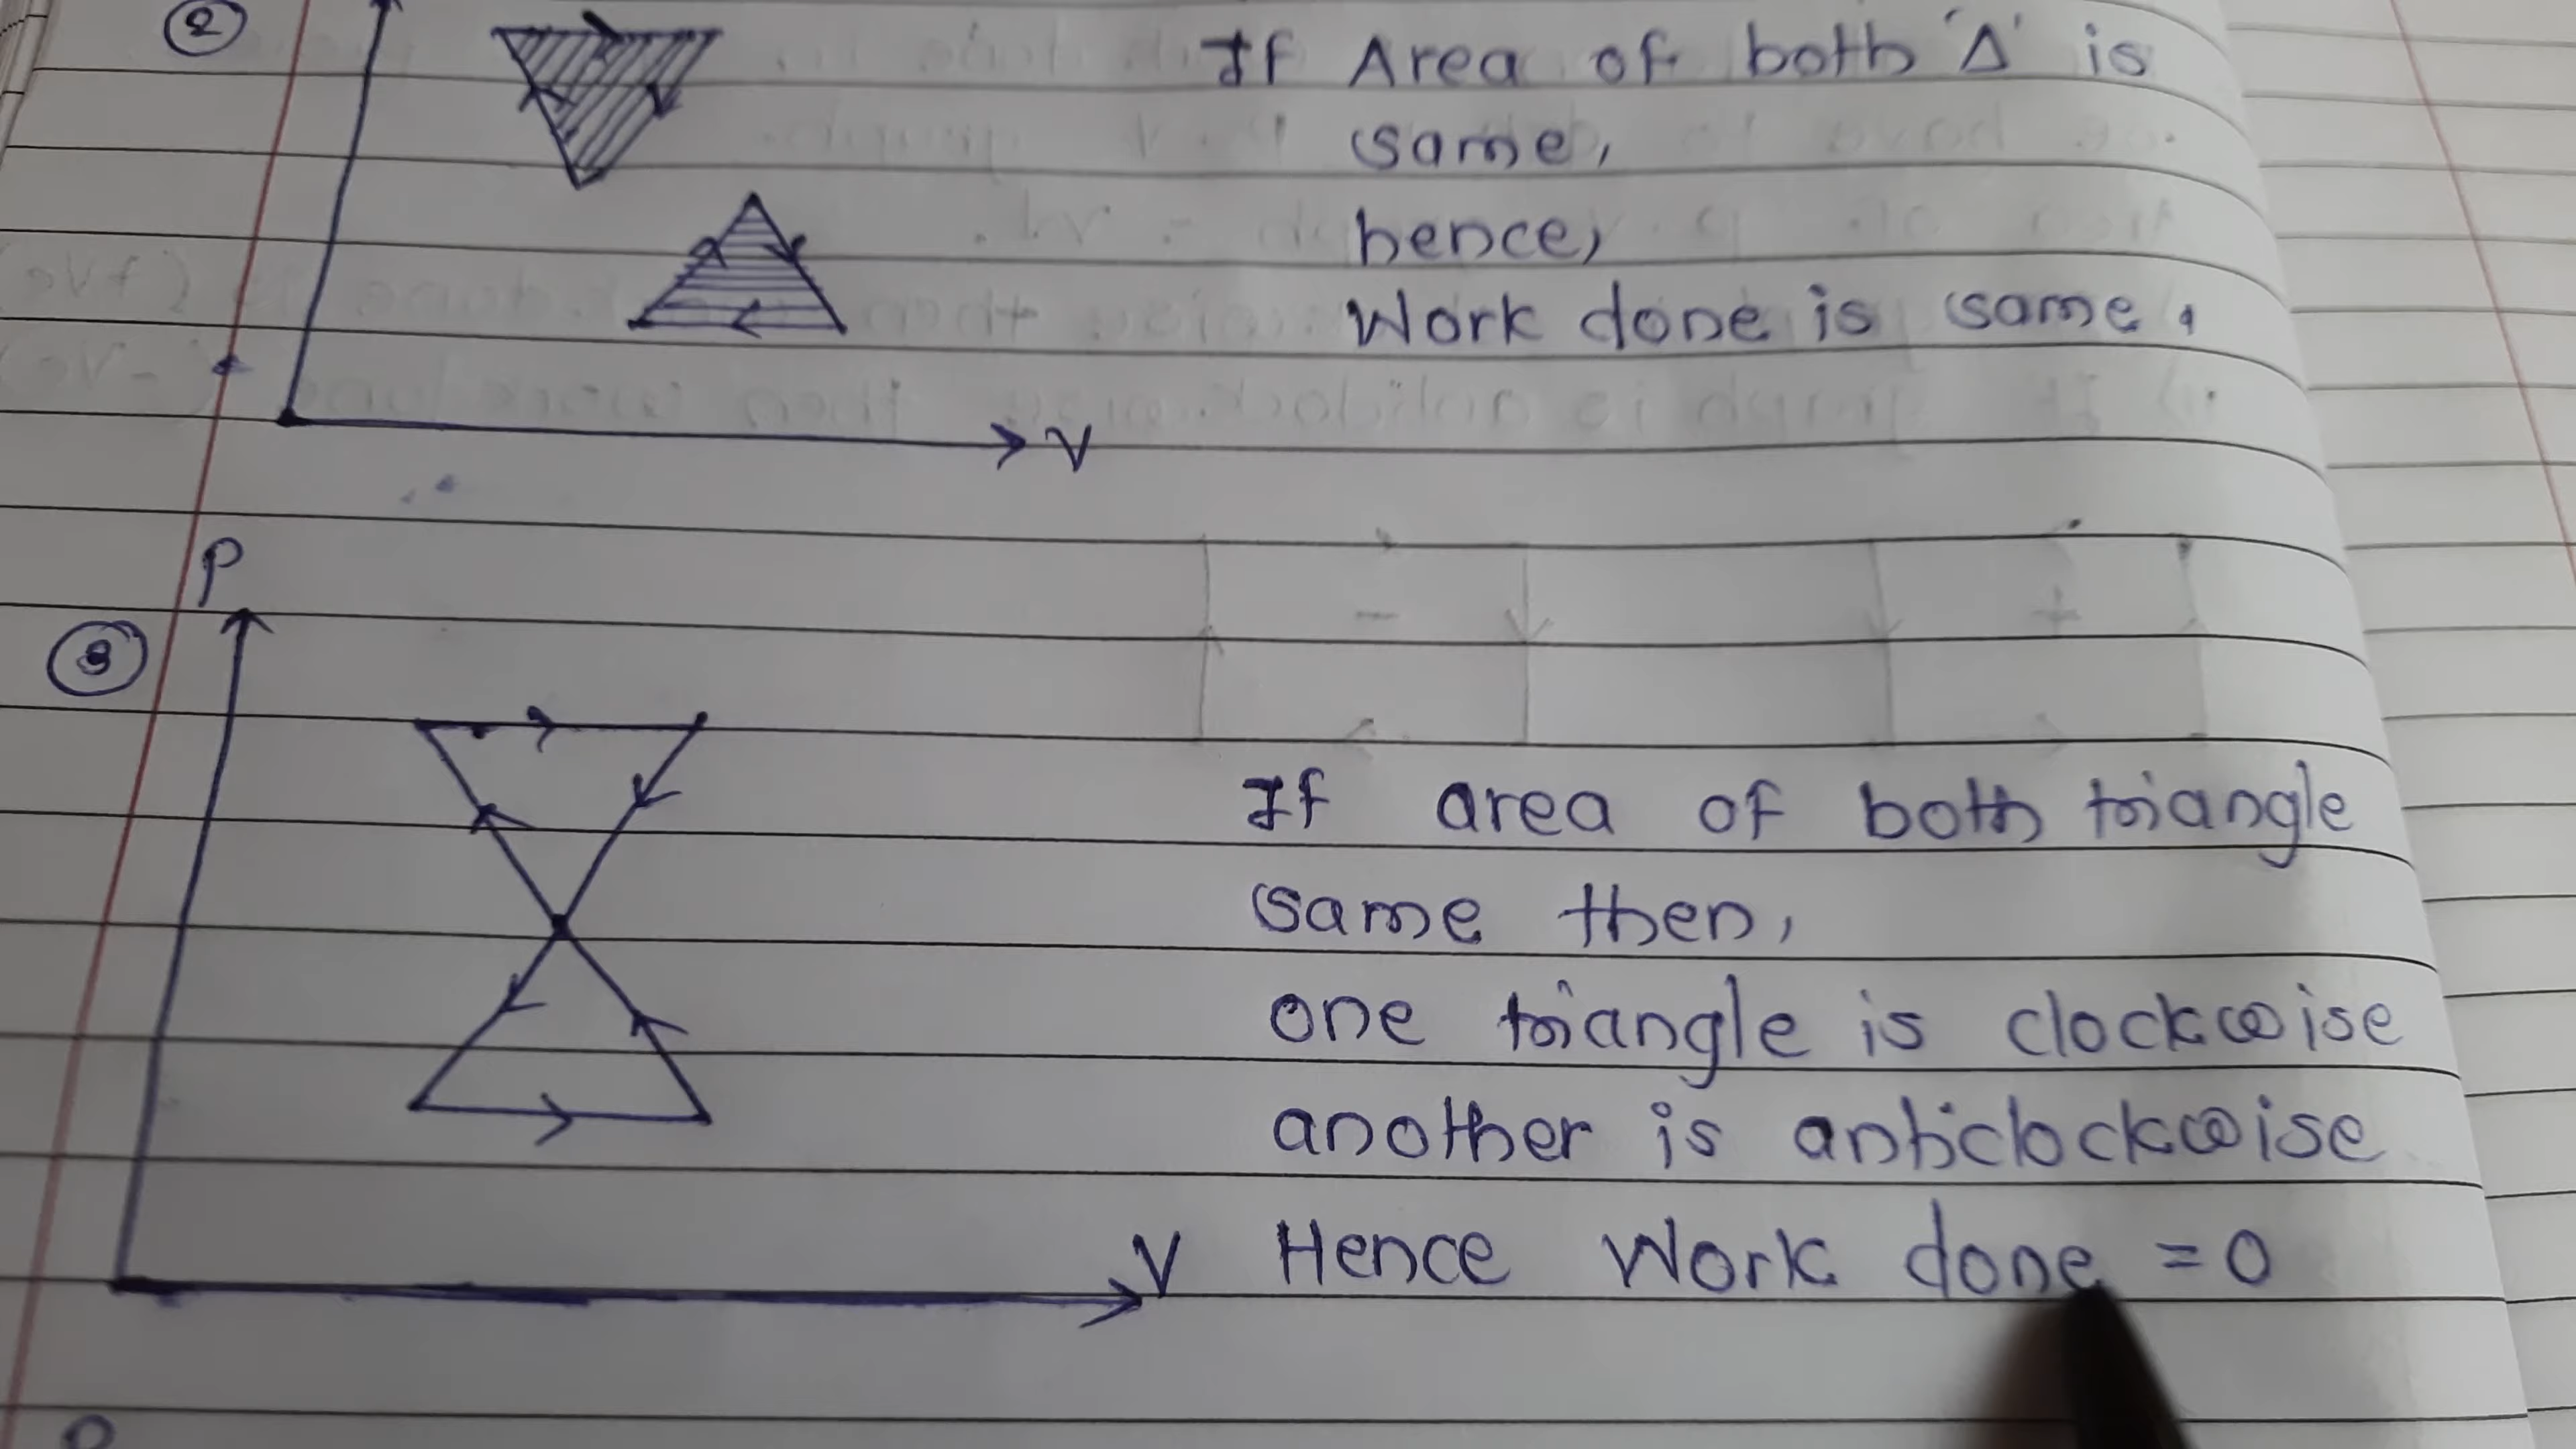 2
If Area of both 'Δ' is
same,
hence,
Work done is same.
V
P
3
If area of both triangle
same then,
one triangle is clockwise
another is anticlockwise
V Hence Work done = 0